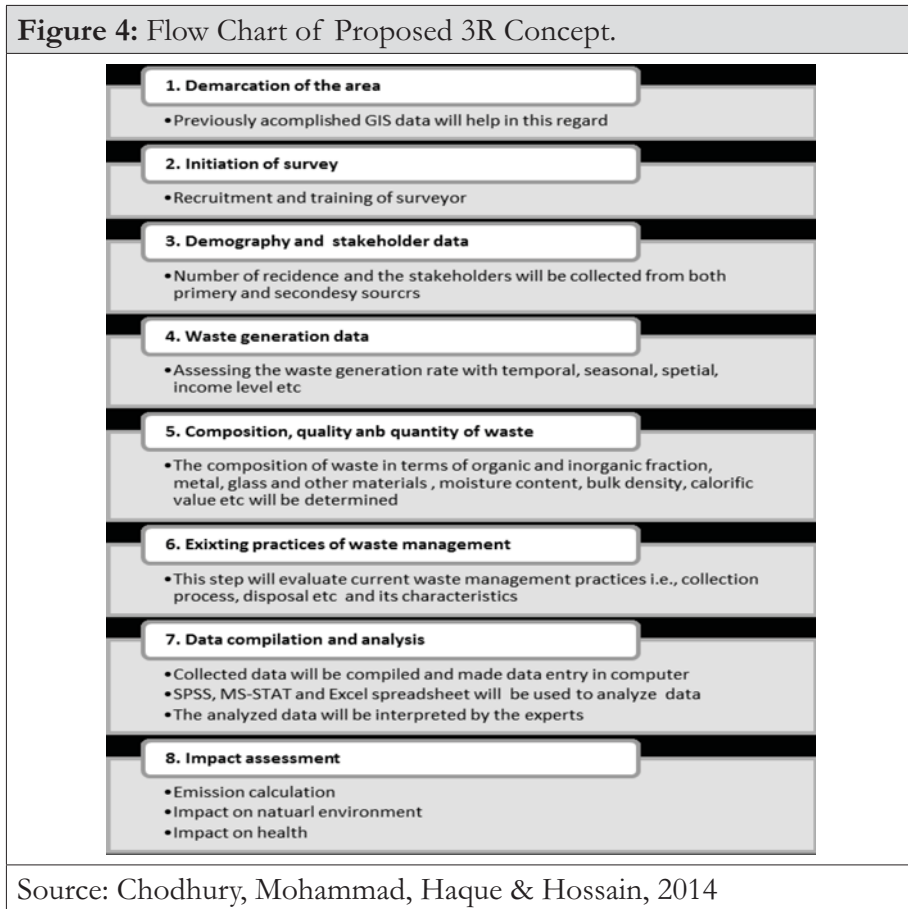 Figure 4: Flow Chart of Proposed 3R Concept.
1. Demarcation of the area
•Previously acomplished GIS data will help in this regard
2. Initiation of survey
•Recruitment and training of surveyor
3. Demography and stakeholder data
•Number of recidence and the stakeholders will be collected from both
primery and secondesy sourcrs
4. Waste generation data
•Assessing the waste generation rate with temporal, seasonal, spetial,
income level etc
5. Composition, quality anb quantity of waste
•The composition of waste in terms of organic and inorganic fraction,
metal, glass and other materials , moisture content, bulk density, calorific
value etc will be determined
6. Exixting practices of waste management
•This step will evaluate current waste management practices i.e., collection
process, disposal etc and its characteristics
7. Data compilation and analysis
•Collected data will be compiled and made data entry in computer
•SPSS, MS-STAT and Excel spreadsheet will be used to analyze data
•The analyzed data will be interpreted by the experts
8. Impact assessment
•Emission calculation
•Impact on natuarl environment
•Impact on health
Source: Chodhury, Mohammad, Haque & Hossain, 2014